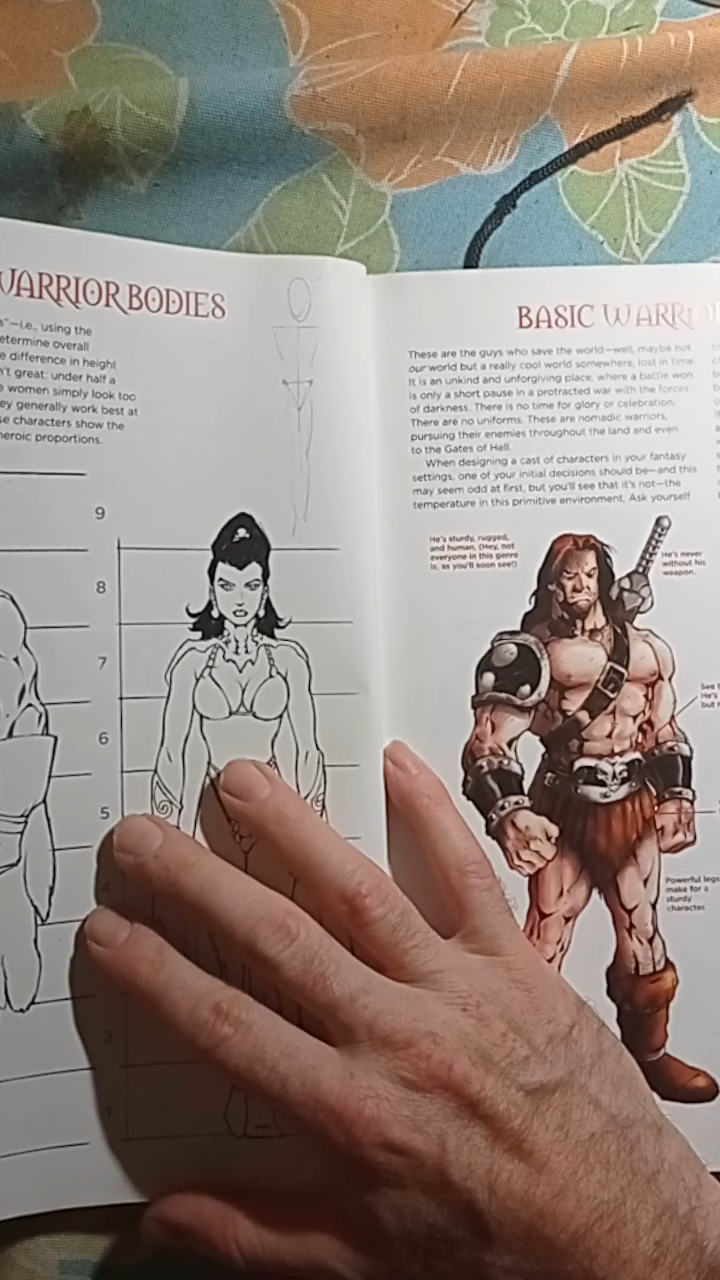 WARRIOR BODIES
s"—i.e., using the
etermine overall
e difference in height
n't great: under half a
e women simply look too
ey generally work best at
se characters show the
heroic proportions.
9
8
7
6
5
4
2
1
BASIC WARRIO
These are the guys who save the world—well, maybe not
our world but a really cool world somewhere, lost in time.
It is an unkind and unforgiving place, where a battle won
is only a short pause in a protracted war with the forces
of darkness. There is no time for glory or celebration.
There are no uniforms. These are nomadic warriors,
pursuing their enemies throughout the land and even
to the Gates of Hell.
When designing a cast of characters in your fantasy
settings, one of your initial decisions should be—and this
may seem odd at first, but you'll see that it's not—the
temperature in this primitive environment. Ask yourself
He's sturdy, rugged,
and human. (Hey, not
everyone in this genre
is, as you'll soon see!)
He's never
without his
weapon.
See t
He's
but
Powerful legs
make for a
sturdy
character.